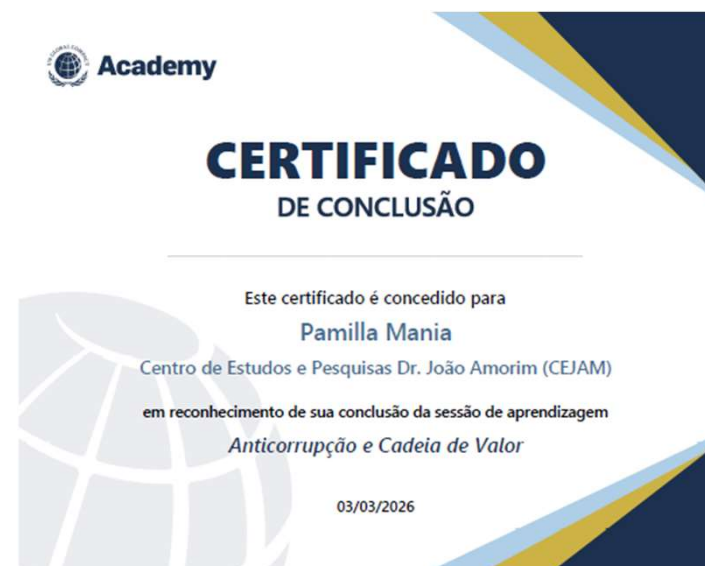 Academy
CERTIFICADO
DE CONCLUSÃO
Este certificado é concedido para
Pamilla Mania
Centro de Estudos e Pesquisas Dr. João Amorim (CEJAM)
em reconhecimento de sua conclusão da sessão de aprendizagem
Anticorrupção e Cadeia de Valor
03/03/2026